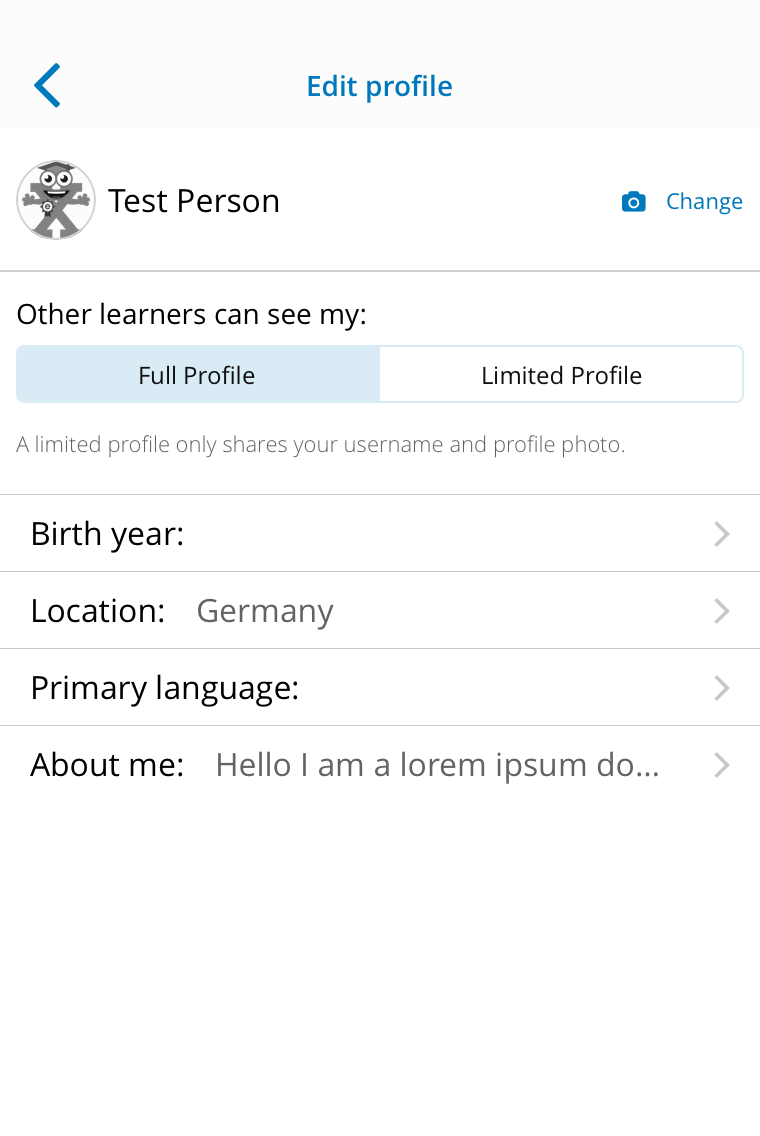 Edit profile
Test Person
Change
Other learners can see my:
Full Profile
Limited Profile
A limited profile only shares your username and profile photo.
Birth year:
Location: Germany
Primary language:
About me: Hello I am a lorem ipsum do...